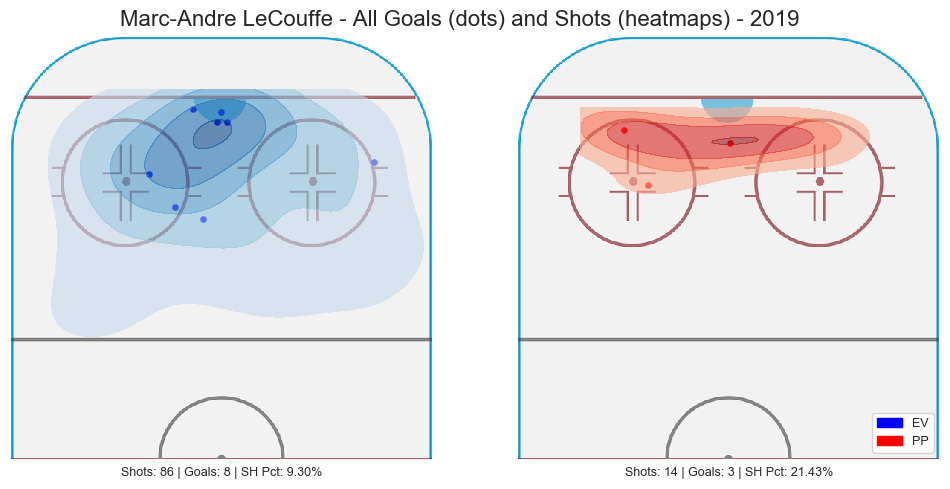 Marc-Andre LeCouffe - All Goals (dots) and Shots (heatmaps) - 2019
EV
PP
Shots: 86 | Goals: 8 | SH Pct: 9.30%
Shots: 14 | Goals: 3 | SH Pct: 21.43%